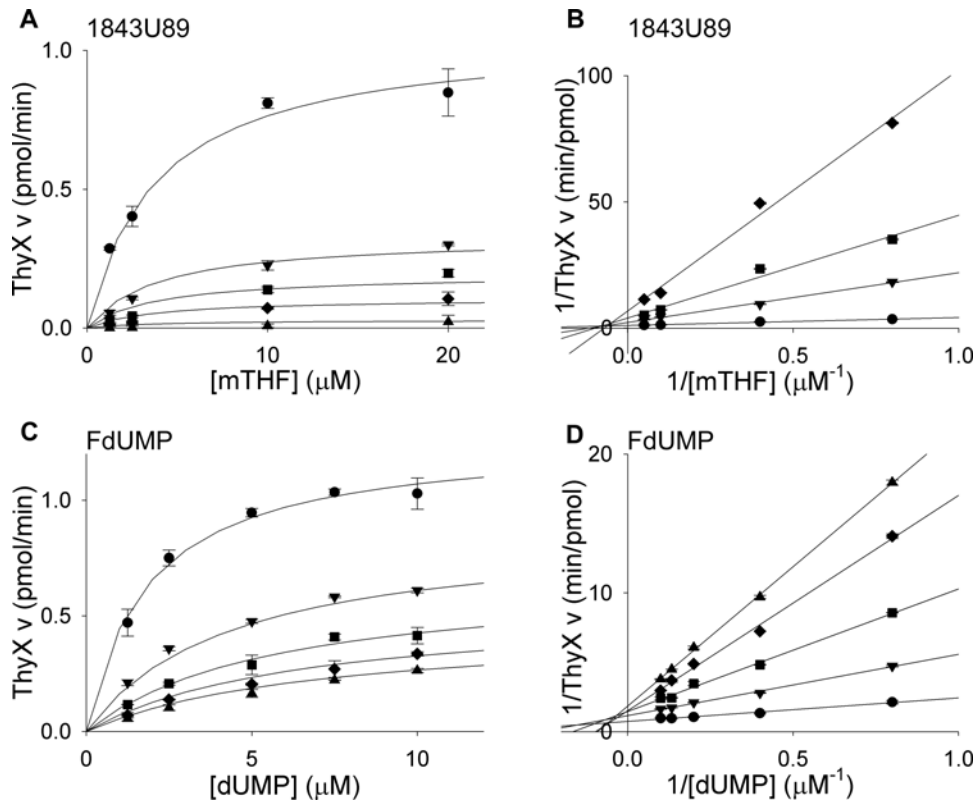 A
1843U89
1.0
0.5
0.0
0
10
20
ThyX v (pmol/min)
[mTHF] (μM)
B
1843U89
100
50
0
0.0
0.5
1.0
1/ThyX v (min/pmol)
1/[mTHF] (μM⁻¹)
C
FdUMP
1.0
0.5
0.0
0
5
10
ThyX v (pmol/min)
[dUMP] (μM)
D
FdUMP
20
10
0
0.0
0.5
1.0
1/ThyX v (min/pmol)
1/[dUMP] (μM⁻¹)